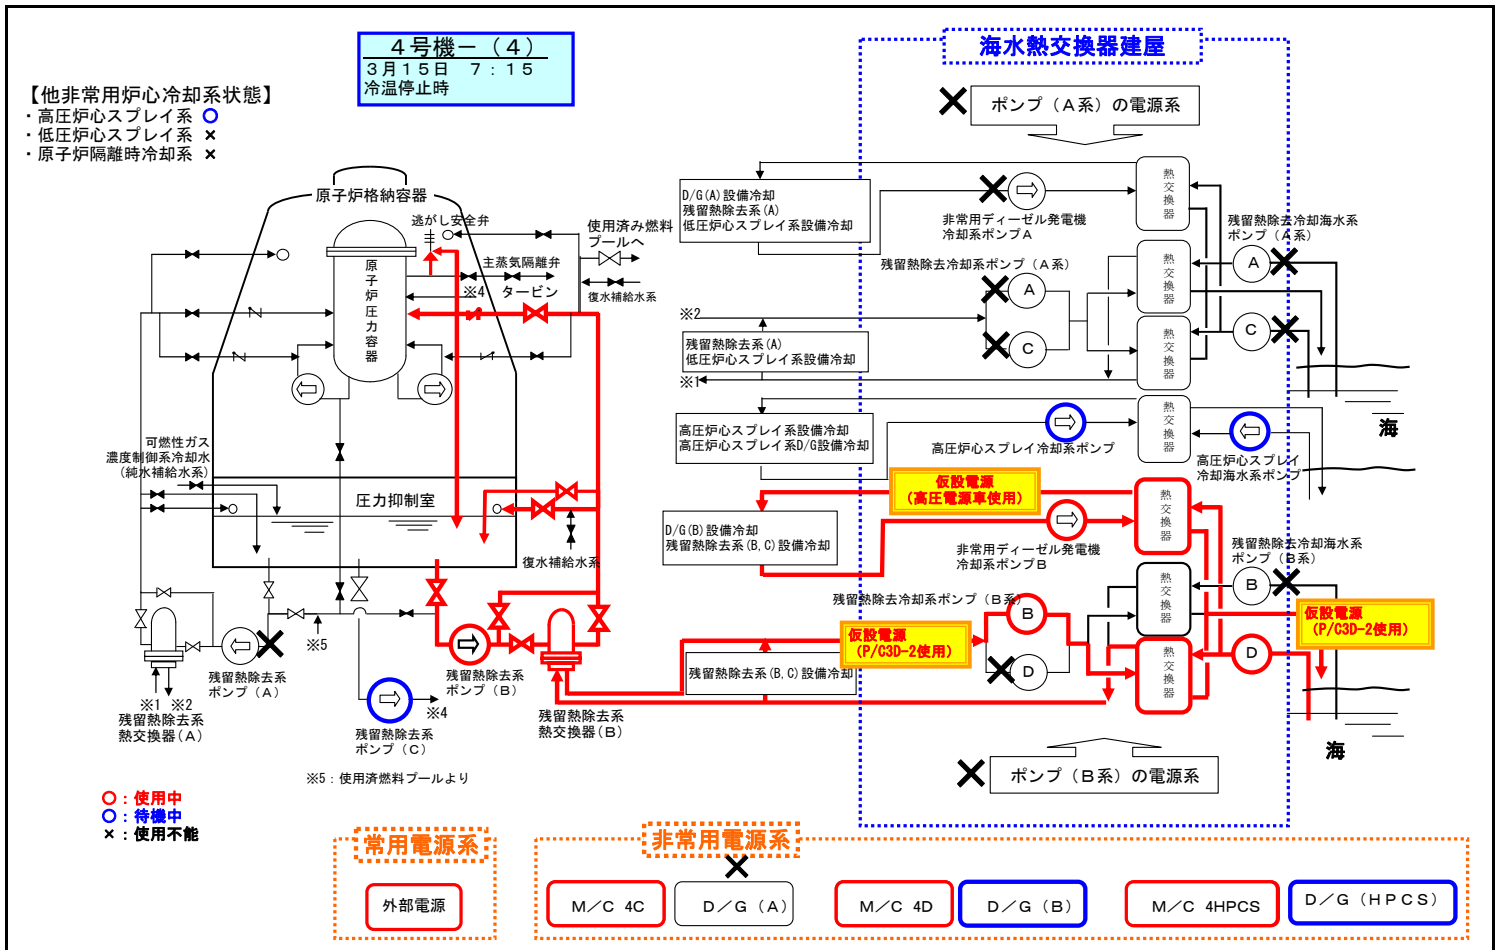 ４号機－（４）
３月１５日　７：１５
冷温停止時
【他非常用炉心冷却系状態】
・高圧炉心スプレイ系 ○
・低圧炉心スプレイ系 ×
・原子炉隔離時冷却系 ×
海水熱交換器建屋
ポンプ（Ａ系）の電源系
原子炉格納容器
逃がし安全弁
使用済み燃料
プールへ
主蒸気隔離弁
※4 タービン
復水補給水系
原子炉圧力容器
D/G(A)設備冷却
残留熱除去系(A)
低圧炉心スプレイ系設備冷却
非常用ディーゼル発電機
冷却系ポンプA
熱交換器
残留熱除去冷却海水系
ポンプ（Ａ系）
残留熱除去冷却系ポンプ（Ａ系）
A
熱交換器
A
※2
残留熱除去系(A)
低圧炉心スプレイ系設備冷却
C
熱交換器
C
※1
海
高圧炉心スプレイ系設備冷却
高圧炉心スプレイ系D/G設備冷却
高圧炉心スプレイ冷却系ポンプ
熱交換器
高圧炉心スプレイ
冷却海水系ポンプ
可燃性ガス
濃度制御系冷却水
(純水補給水系)
圧力抑制室
復水補給水系
仮設電源
（高圧電源車使用）
D/G(B)設備冷却
残留熱除去系(B,C)設備冷却
非常用ディーゼル発電機
冷却系ポンプB
熱交換器
残留熱除去冷却海水系
ポンプ（Ｂ系）
残留熱除去冷却系ポンプ（Ｂ系）
B
熱交換器
B
仮設電源
（P/C3D-2使用）
仮設電源
（P/C3D-2使用）
残留熱除去系(B,C)設備冷却
D
熱交換器
D
海
※5
残留熱除去系
ポンプ（Ａ）
残留熱除去系
ポンプ（Ｂ）
※1 ※2
残留熱除去系
熱交換器(A)
※4
残留熱除去系
ポンプ（Ｃ）
残留熱除去系
熱交換器(B)
※5：使用済燃料プールより
ポンプ（Ｂ系）の電源系
○：使用中
○：待機中
×：使用不能
常用電源系
外部電源
非常用電源系
Ｍ／Ｃ 4C
Ｄ／Ｇ（Ａ）
Ｍ／Ｃ 4D
Ｄ／Ｇ（Ｂ）
Ｍ／Ｃ 4HPCS
Ｄ／Ｇ（ＨＰＣＳ）